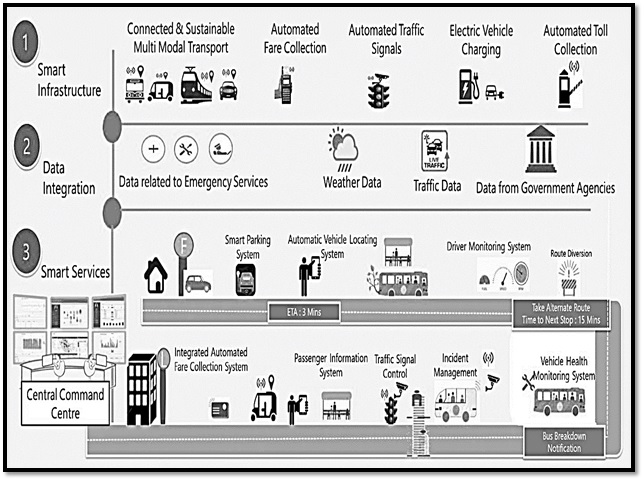 1
Smart
Infrastructure
Connected & Sustainable
Multi Modal Transport
Automated
Fare Collection
Automated Traffic
Signals
Electric Vehicle
Charging
Automated Toll
Collection
2
Data
Integration
Data related to Emergency Services
Weather Data
LIVE
TRAFFIC
Traffic Data
Data from Government Agencies
3
Smart Services
F
Smart Parking
System
Automatic Vehicle Locating
System
Driver Monitoring System
Route Diversion
ETA : 3 Mins
Take Alternate Route
Time to Next Stop : 15 Mins
Central Command
Centre
L
Integrated Automated
Fare Collection System
Passenger Information
System
Traffic Signal
Control
Incident
Management
Vehicle Health
Monitoring System
Bus Breakdown
Notification